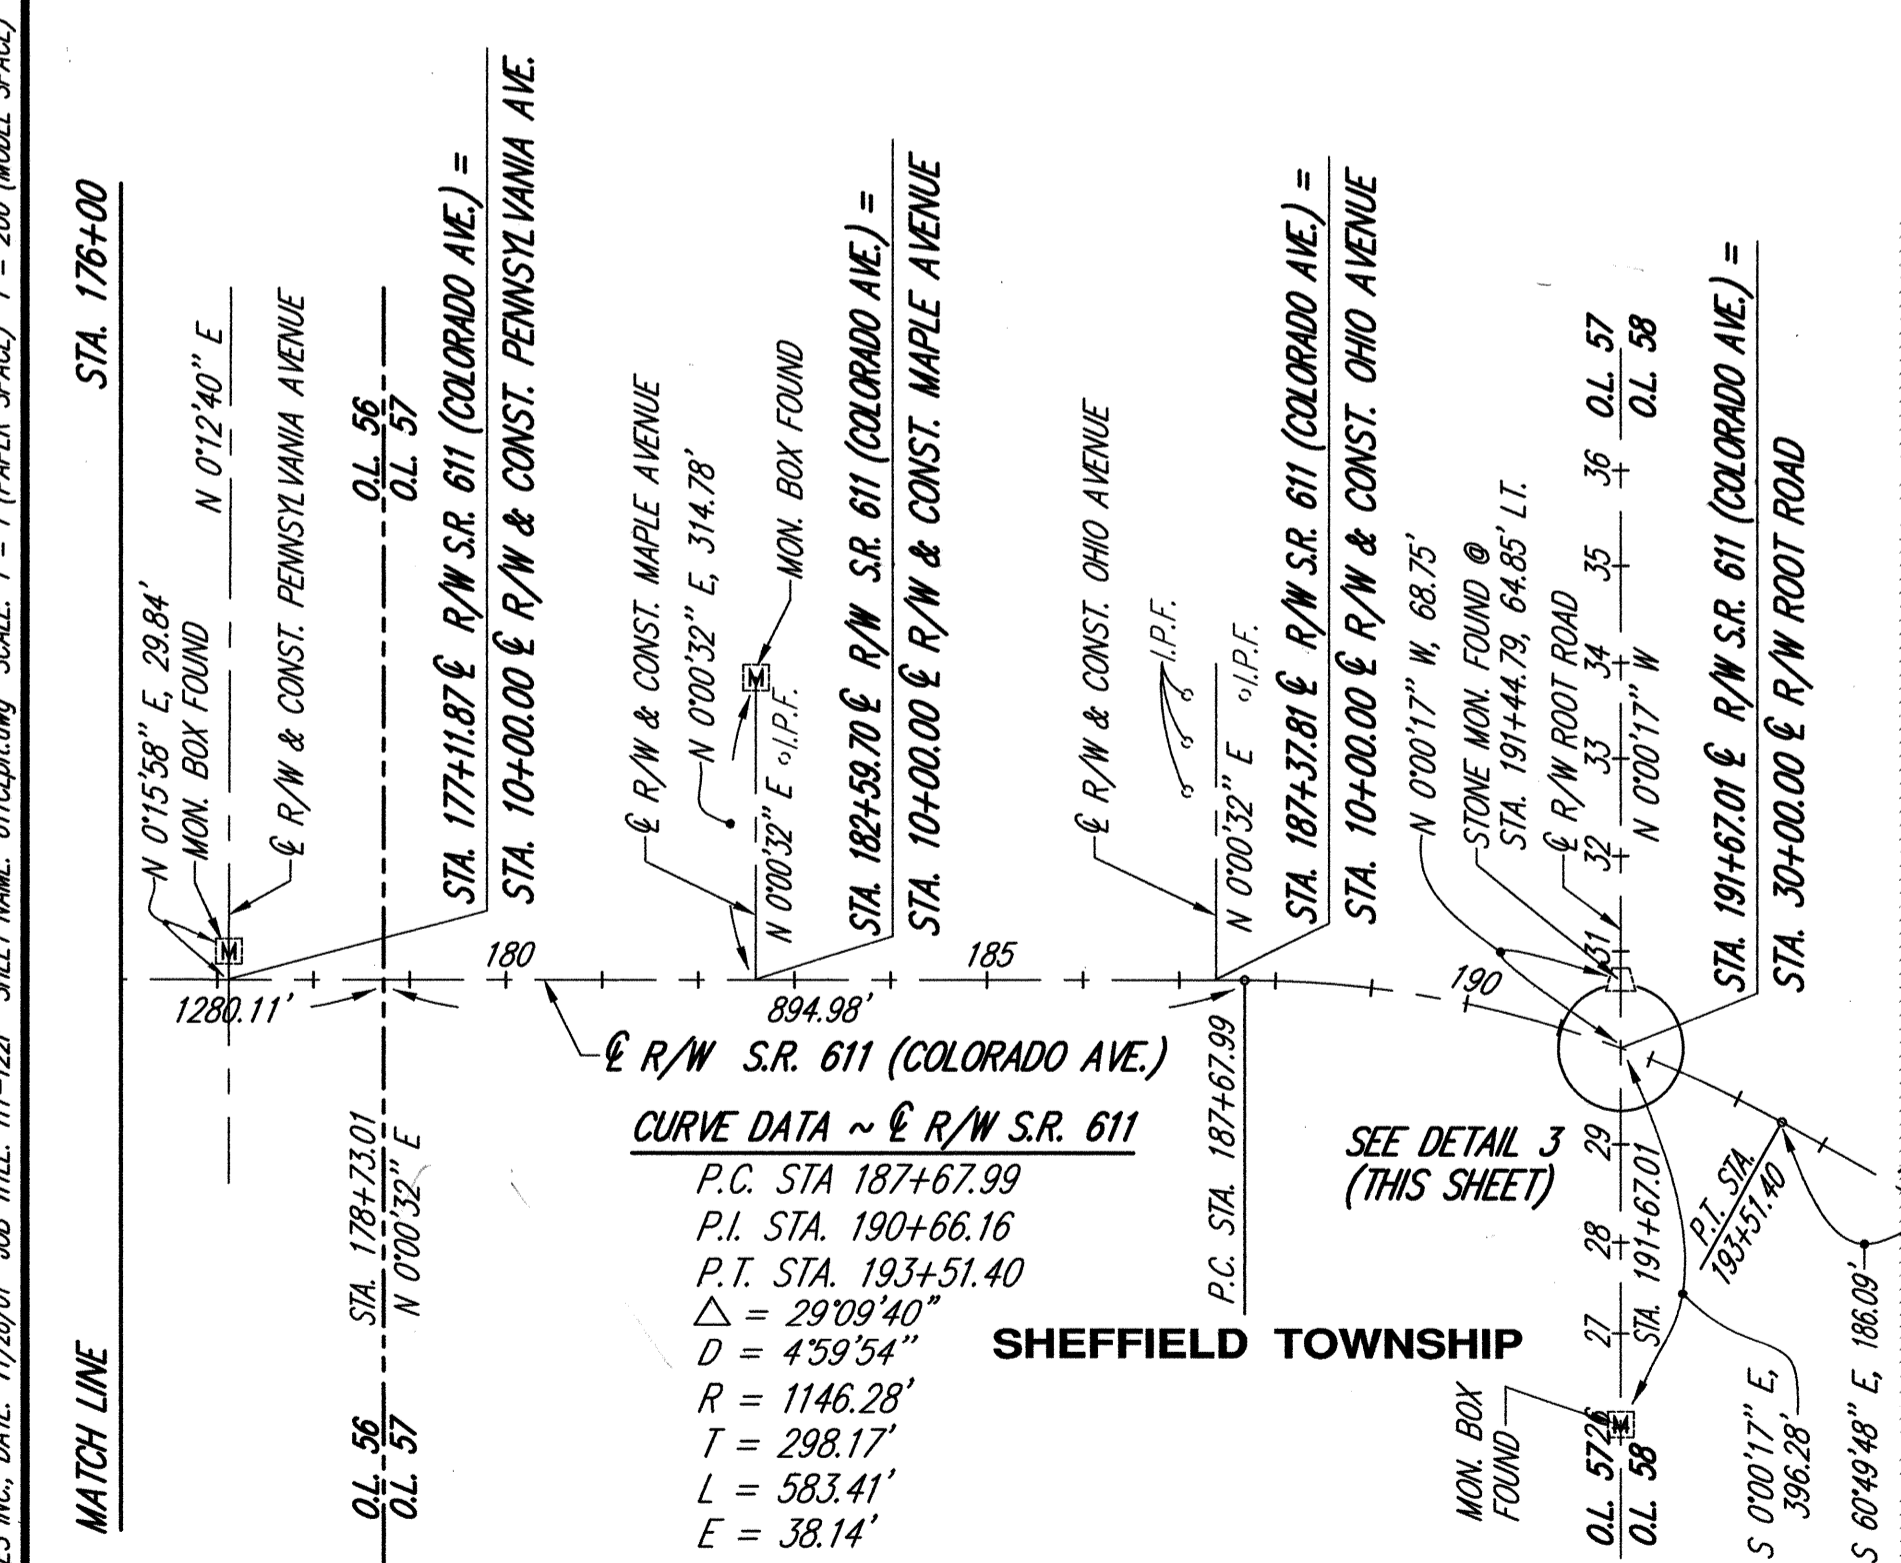 STA. 176+00
MATCH LINE
N 0°15'58" E, 29.84'
MON. BOX FOUND
N 0°12'40" E
℄ R/W & CONST. PENNSYLVANIA AVENUE
O.L. 56
O.L. 57
STA. 177+11.87 ℄ R/W S.R. 611 (COLORADO AVE.) =
STA. 10+00.00 ℄ R/W & CONST. PENNSYLVANIA AVE.
℄ R/W & CONST. MAPLE AVENUE
N 0°00'32" E, 314.78'
MON. BOX FOUND
M
M
N 0°00'32" E
I.P.F.
STA. 182+59.70 ℄ R/W S.R. 611 (COLORADO AVE.) =
STA. 10+00.00 ℄ R/W & CONST. MAPLE AVENUE
℄ R/W & CONST. OHIO AVENUE
I.P.F.
N 0°00'32" E
I.P.F.
STA. 187+37.81 ℄ R/W S.R. 611 (COLORADO AVE.) =
STA. 10+00.00 ℄ R/W & CONST. OHIO AVENUE
N 0°00'17" W, 68.75'
STONE MON. FOUND @
STA. 191+44.79, 64.85' LT.
℄ R/W ROOT ROAD
31 32 33 34 35 36
O.L. 57
O.L. 58
N 0°00'17" W
STA. 191+67.01 ℄ R/W S.R. 611 (COLORADO AVE.) =
STA. 30+00.00 ℄ R/W ROOT ROAD
180
185
190
1280.11'
894.98'
℄ R/W S.R. 611 (COLORADO AVE.)
STA. 178+73.01
N 0°00'32" E
O.L. 56
O.L. 57
CURVE DATA ~ ℄ R/W S.R. 611
P.C. STA 187+67.99
P.I. STA. 190+66.16
P.T. STA. 193+51.40
△ = 29°09'40"
D = 4°59'54"
R = 1146.28'
T = 298.17'
L = 583.41'
E = 38.14'
P.C. STA. 187+67.99
SEE DETAIL 3
(THIS SHEET)
SHEFFIELD TOWNSHIP
26 27 28 29
STA. 191+67.01
P.T. STA.
193+51.40
MON. BOX
FOUND
M
O.L. 57
O.L. 58
S 0°00'17" E,
396.28'
S 60°49'48" E, 186.09'